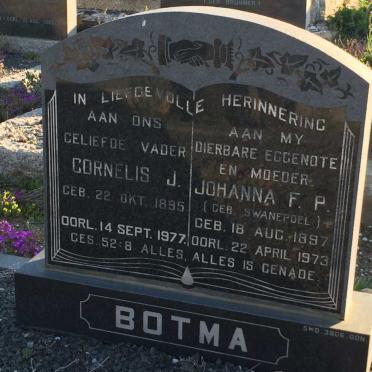 IN LIEFDEVOLLE HERINNERING
AAN ONS
GELIEFDE VADER
CORNELIS J.
GEB. 22 OKT. 1895
OORL. 14 SEPT. 1977
AAN MY
DIERBARE EGGENOTE
EN MOEDER
JOHANNA F. P.
(GEB. SWANEPOEL)
GEB. 18 AUG. 1897
OORL. 22 APRIL 1973
GES. 52:8 ALLES, ALLES IS GENADE.
BOTMA